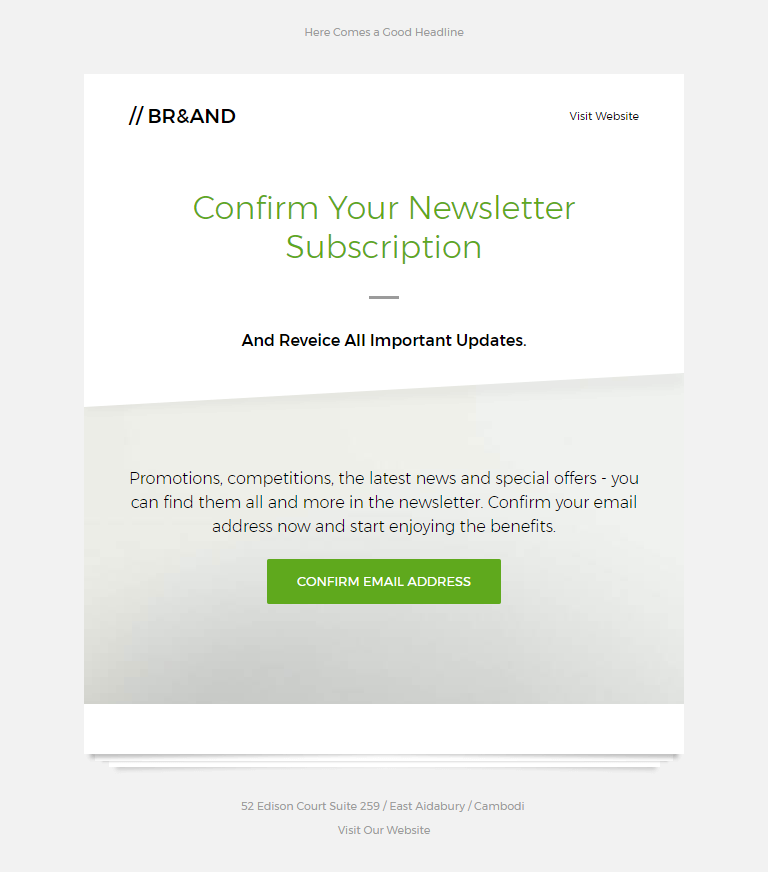 Here Comes a Good Headline
// BR&AND
Visit Website
Confirm Your Newsletter
Subscription
And Reveice All Important Updates.
Promotions, competitions, the latest news and special offers - you
can find them all and more in the newsletter. Confirm your email
address now and start enjoying the benefits.
CONFIRM EMAIL ADDRESS
52 Edison Court Suite 259 / East Aidabury / Cambodi
Visit Our Website